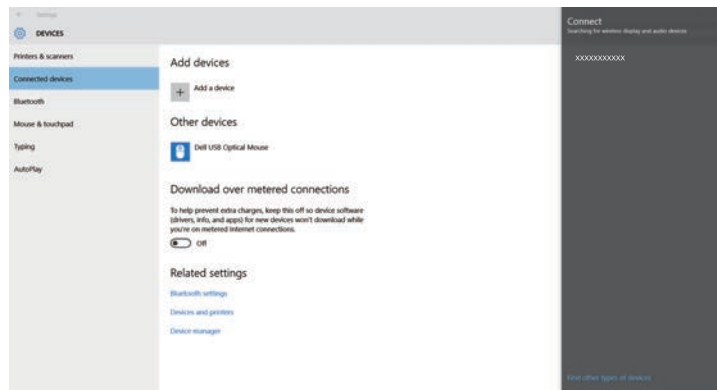 Settings
DEVICES
Printers & scanners
Connected devices
Bluetooth
Mouse & touchpad
Typing
AutoPlay
Add devices
+ Add a device
Other devices
Dell USB Optical Mouse
Download over metered connections
To help prevent extra charges, keep this off so device software
(drivers, info, and apps) for new devices won't download while
you're on metered Internet connections.
Off
Related settings
Bluetooth settings
Devices and printers
Device manager
Connect
Searching for wireless display and audio devices
XXXXXXXXXXX
Find other types of devices